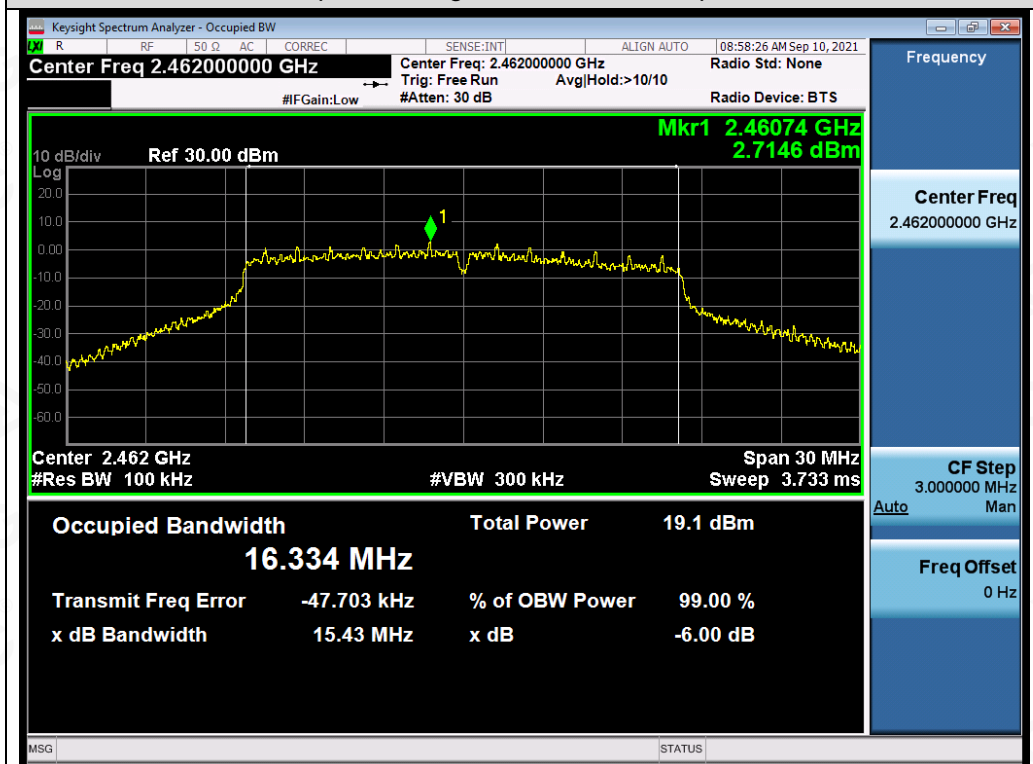 Keysight Spectrum Analyzer - Occupied BW
LXI R RF 50 Ω AC CORREC SENSE:INT ALIGN AUTO 08:58:26 AM Sep 10, 2021
Center Freq 2.462000000 GHz
Center Freq: 2.462000000 GHz
Radio Std: None
Trig: Free Run Avg|Hold:>10/10
#IFGain:Low #Atten: 30 dB
Radio Device: BTS
Mkr1 2.46074 GHz
2.7146 dBm
10 dB/div Ref 30.00 dBm
Log
20.0
10.0
0.00
-10.0
-20.0
-30.0
-40.0
-50.0
-60.0
1
Center 2.462 GHz Span 30 MHz
#Res BW 100 kHz #VBW 300 kHz Sweep 3.733 ms
Occupied Bandwidth Total Power 19.1 dBm
16.334 MHz
Transmit Freq Error -47.703 kHz % of OBW Power 99.00 %
x dB Bandwidth 15.43 MHz x dB -6.00 dB
MSG STATUS
Frequency
Center Freq
2.462000000 GHz
CF Step
3.000000 MHz
Auto Man
Freq Offset
0 Hz